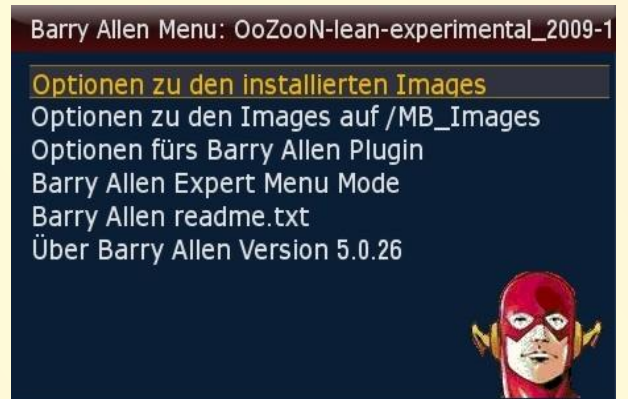 Barry Allen Menu: OoZooN-lean-experimental_2009-1
Optionen zu den installierten Images
Optionen zu den Images auf /MB_Images
Optionen fürs Barry Allen Plugin
Barry Allen Expert Menu Mode
Barry Allen readme.txt
Über Barry Allen Version 5.0.26